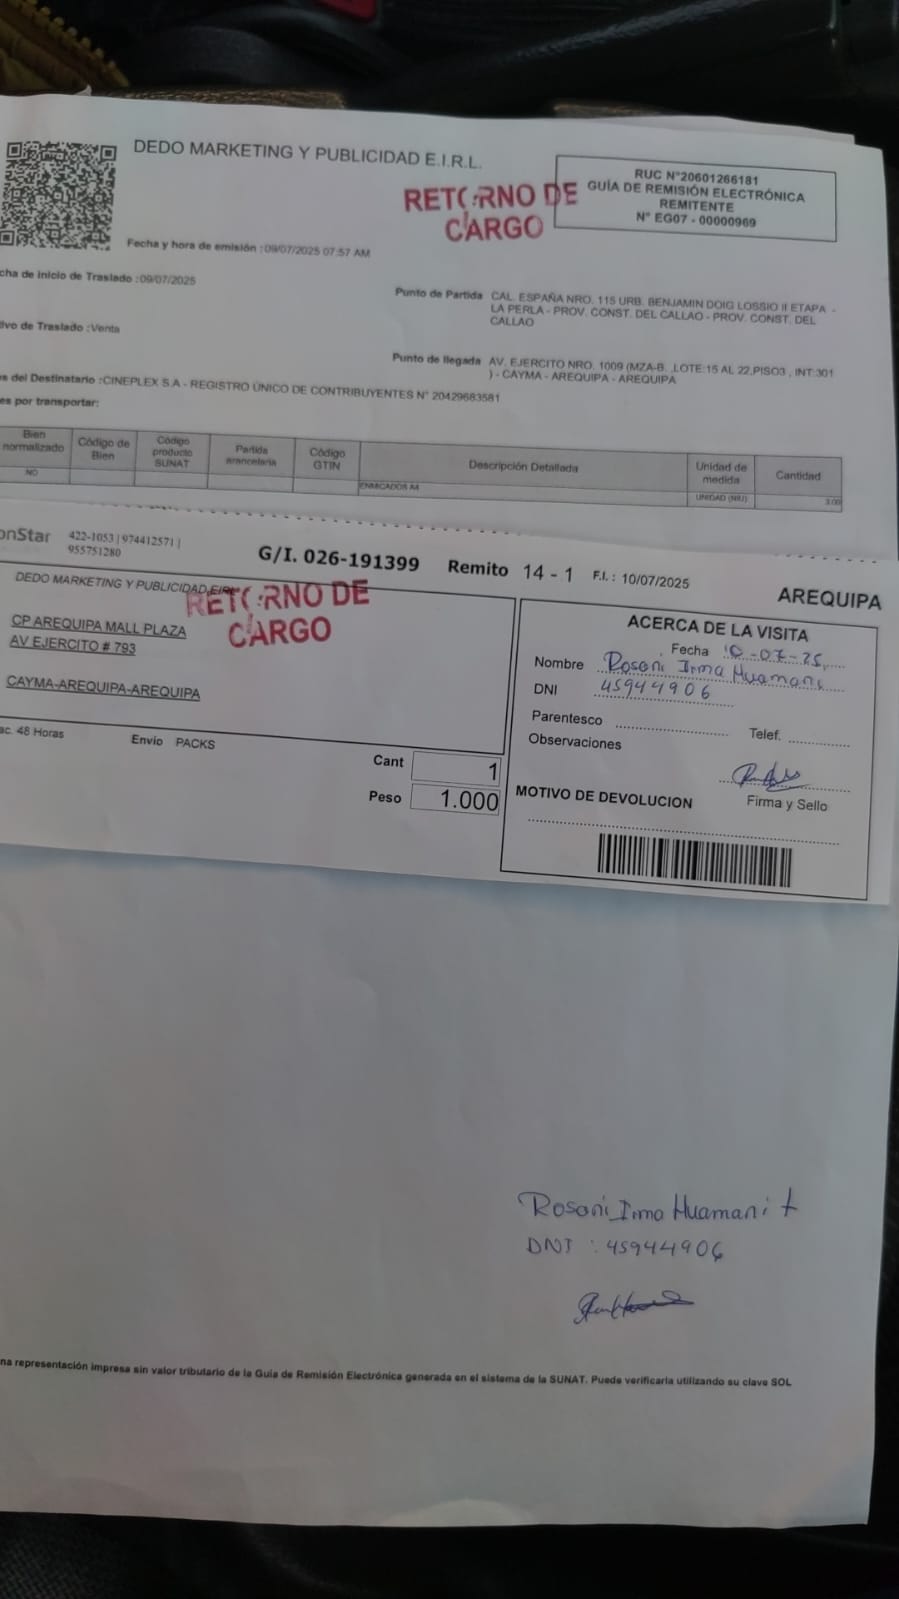 DEDO MARKETING Y PUBLICIDAD E.I.R.L.
RETORNO DE
CARGO
RUC N°20601266181
GUÍA DE REMISIÓN ELECTRÓNICA
REMITENTE
N° EG07 - 00000969
Fecha y hora de emisión :09/07/2025 07:57 AM
cha de Inicio de Traslado :09/07/2025
Punto de Partida CAL. ESPAÑA NRO. 115 URB. BENJAMIN DOIG LOSSIO II ETAPA -
LA PERLA - PROV. CONST. DEL CALLAO - PROV. CONST. DEL
CALLAO
ivo de Traslado :Venta
Punto de llegada AV. EJERCITO NRO. 1009 (MZA-B. ,LOTE:15 AL 22,PISO3 , INT:301
) - CAYMA - AREQUIPA - AREQUIPA
es del Destinatario :CINEPLEX S.A - REGISTRO ÚNICO DE CONTRIBUYENTES N° 20429683581
es por transportar:
Bien normalizado Código de Bien Código producto SUNAT Partida arancelaria Código GTIN Descripción Detallada Unidad de medida Cantidad
NO ENMICADOR A4 UNIDAD (NIU) 3.00
onStar 422-1053 | 974412571 |
955751280
G/I. 026-191399 Remito 14 - 1 F.I.: 10/07/2025
AREQUIPA
DEDO MARKETING Y PUBLICIDAD EIRL
RETORNO DE
CARGO
CP AREQUIPA MALL PLAZA
AV EJERCITO # 793
CAYMA-AREQUIPA-AREQUIPA
ac. 48 Horas
Envío PACKS
Cant 1
Peso 1.000
ACERCA DE LA VISITA
Fecha 10-07-25
Nombre Rosani Irma Huamani
DNI 45944906
Parentesco
Telef.
Observaciones
MOTIVO DE DEVOLUCION
Firma y Sello
Rosani Irma Huamani t
DNI : 45944906
na representación impresa sin valor tributario de la Guía de Remisión Electrónica generada en el sistema de la SUNAT. Puede verificarla utilizando su clave SOL